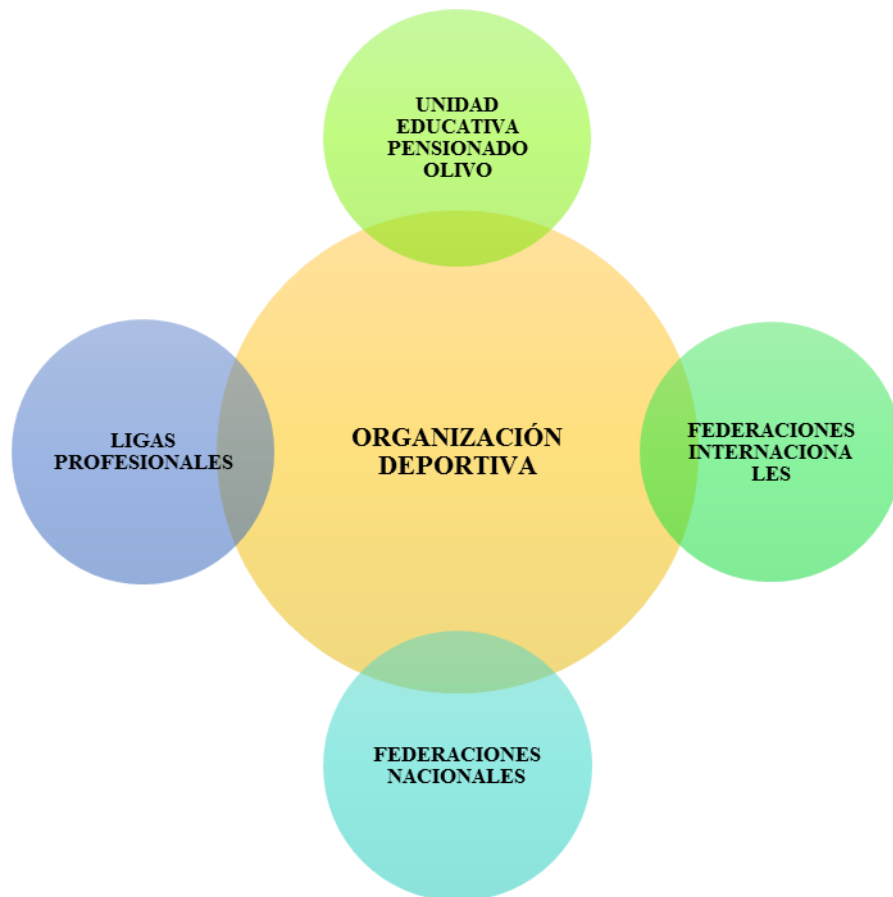 UNIDAD
EDUCATIVA
PENSIONADO
OLIVO
LIGAS
PROFESIONALES
ORGANIZACIÓN
DEPORTIVA
FEDERACIONES
INTERNACIONA
LES
FEDERACIONES
NACIONALES